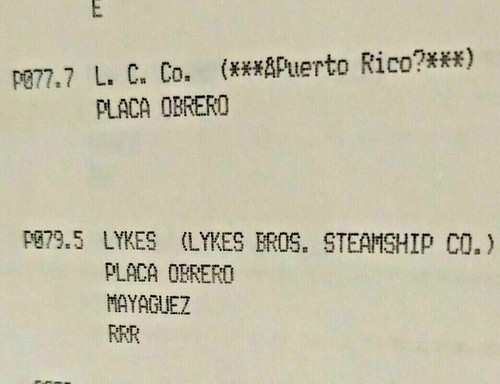 E
P077.7 L. C. Co. (***&Puerto Rico?***)
PLACA OBRERO
P079.5 LYKES (LYKES BROS. STEAMSHIP CO.)
PLACA OBRERO
MAYAGUEZ
RRR